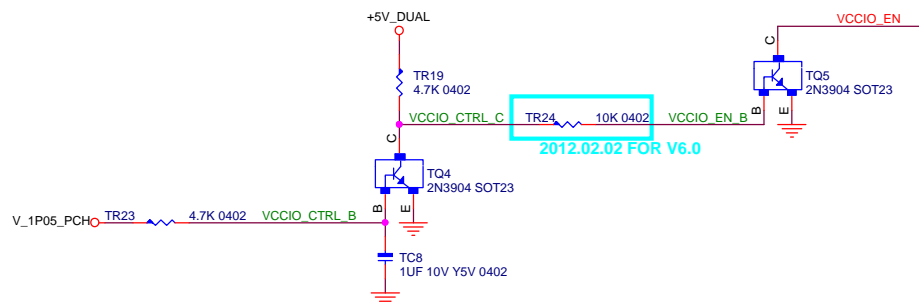 +5V_DUAL
VCCIO_EN
C
TR19
4.7K 0402
TQ5
2N3904 SOT23
B
E
VCCIO_CTRL_C
TR24
10K 0402
VCCIO_EN_B
2012.02.02 FOR V6.0
C
TQ4
2N3904 SOT23
B
E
V_1P05_PCH
TR23
4.7K 0402
VCCIO_CTRL_B
TC8
1UF 10V Y5V 0402